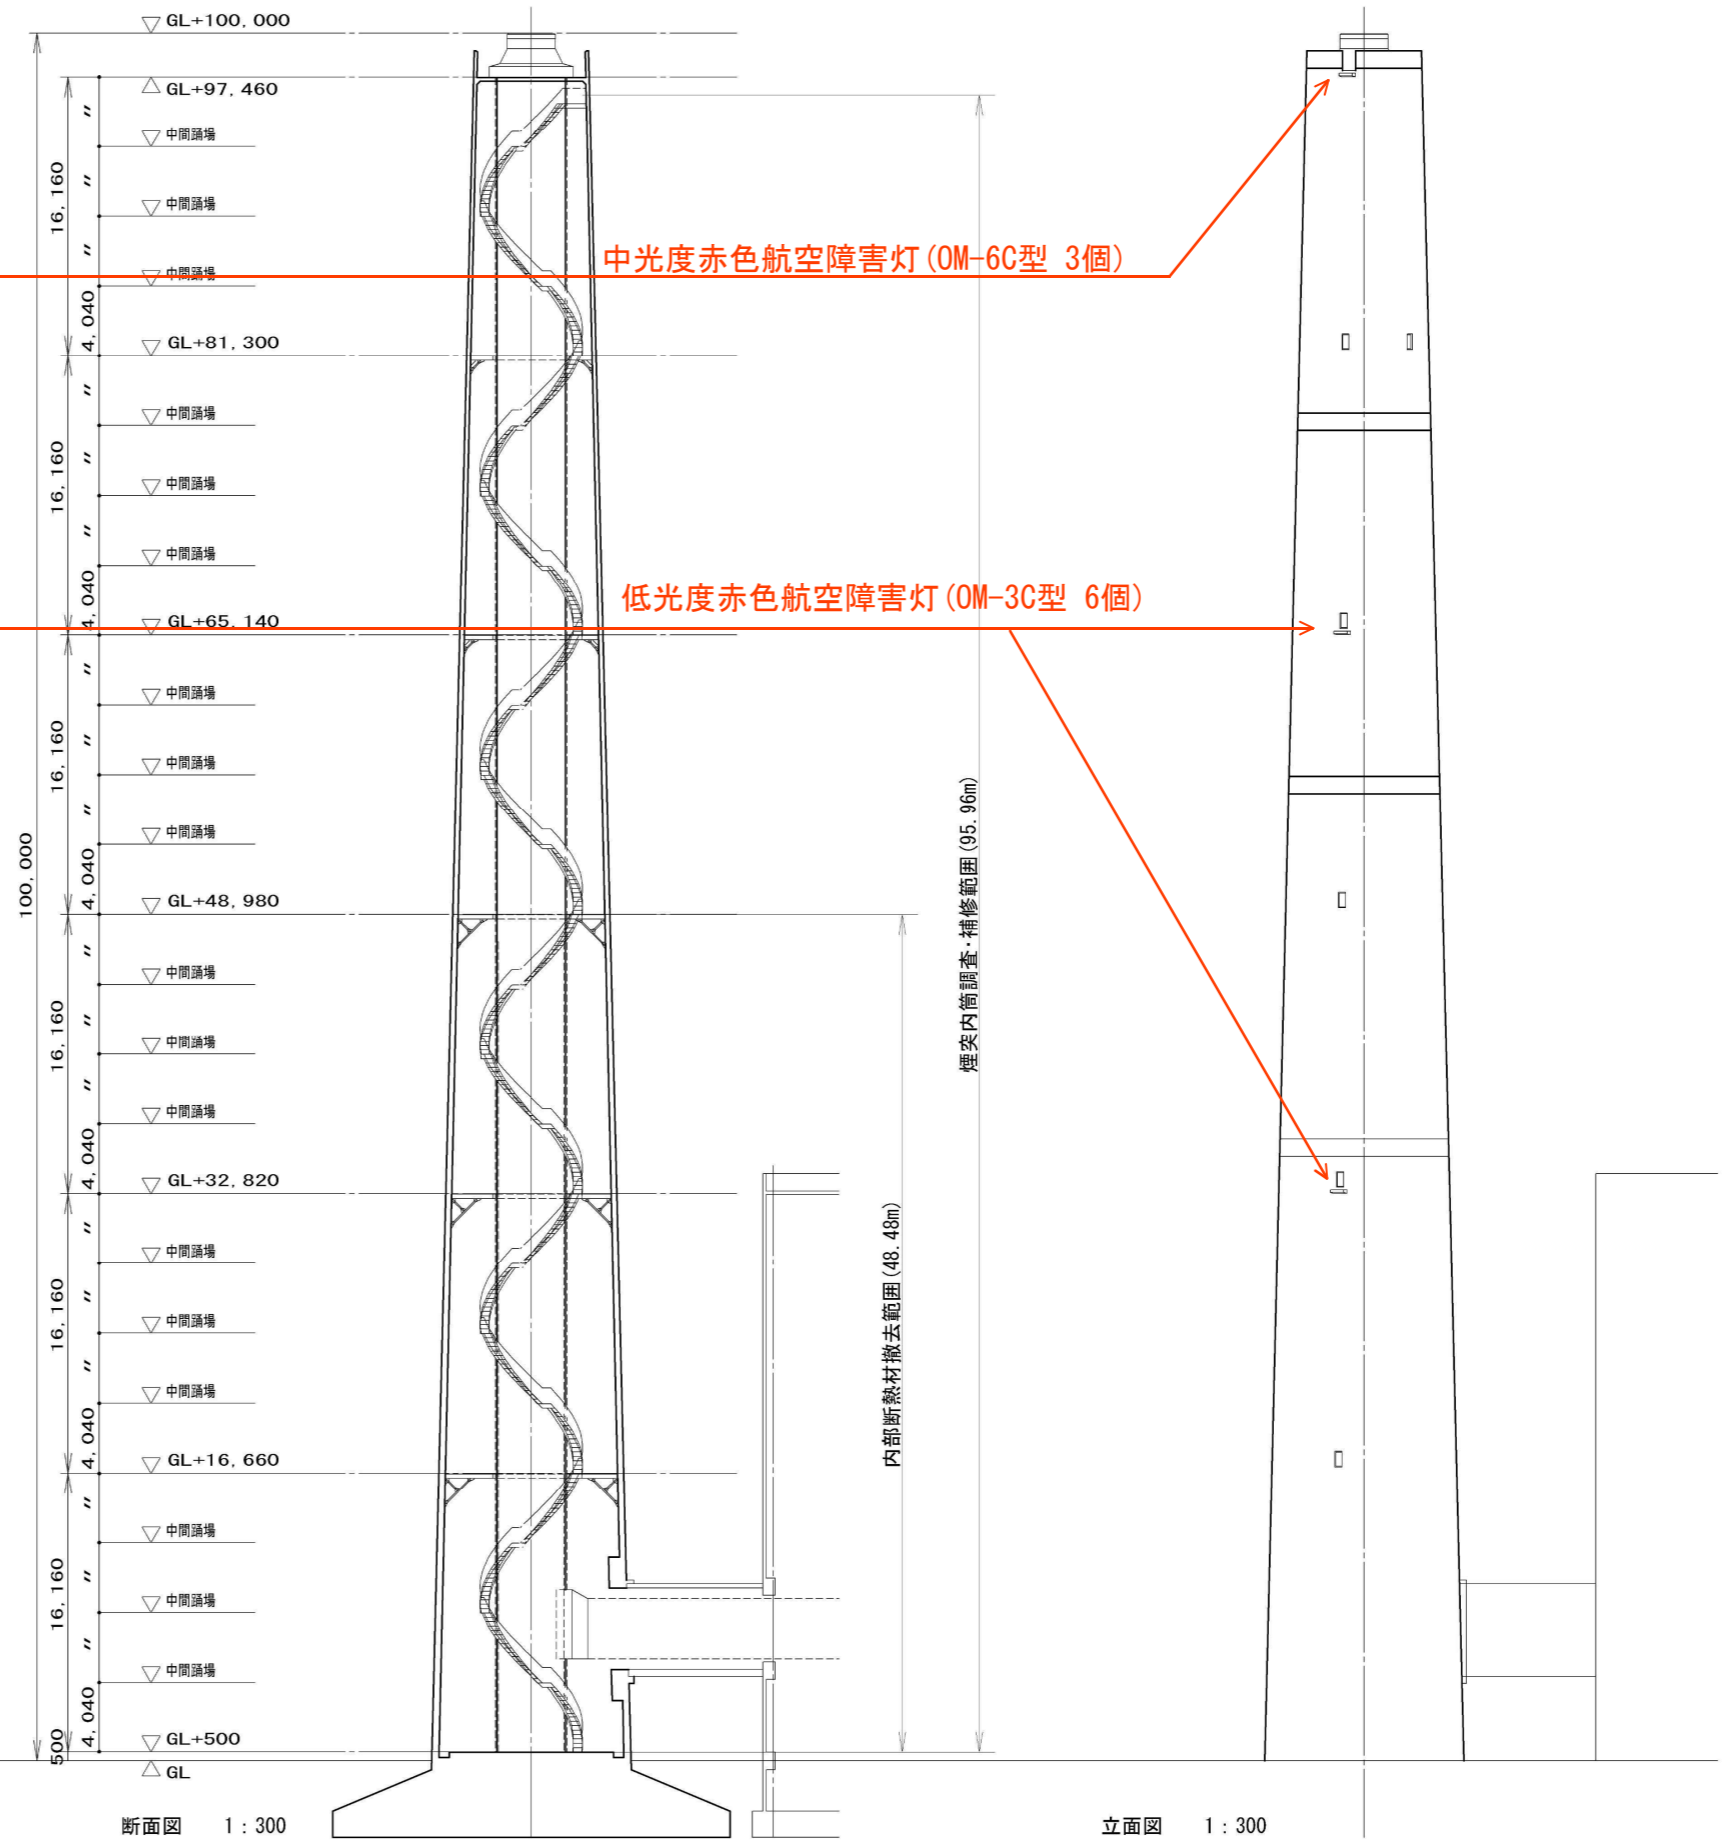 GL+100,000
GL+97,460
〃
中間踊場
〃
16,160
中間踊場
〃
中間踊場
4,040
GL+81,300
中光度赤色航空障害灯(OM-6C型 3個)
〃
中間踊場
〃
16,160
中間踊場
〃
中間踊場
4,040
GL+65,140
低光度赤色航空障害灯(OM-3C型 6個)
〃
中間踊場
〃
16,160
中間踊場
〃
中間踊場
4,040
GL+48,980
100,000
煙突内筒調査・補修範囲(95.96m)
〃
中間踊場
〃
16,160
中間踊場
〃
中間踊場
4,040
GL+32,820
内部断熱材撤去範囲(48.48m)
〃
中間踊場
〃
16,160
中間踊場
〃
中間踊場
4,040
GL+16,660
〃
中間踊場
〃
16,160
中間踊場
〃
中間踊場
4,040
500
GL+500
GL
断面図 1:300
立面図 1:300